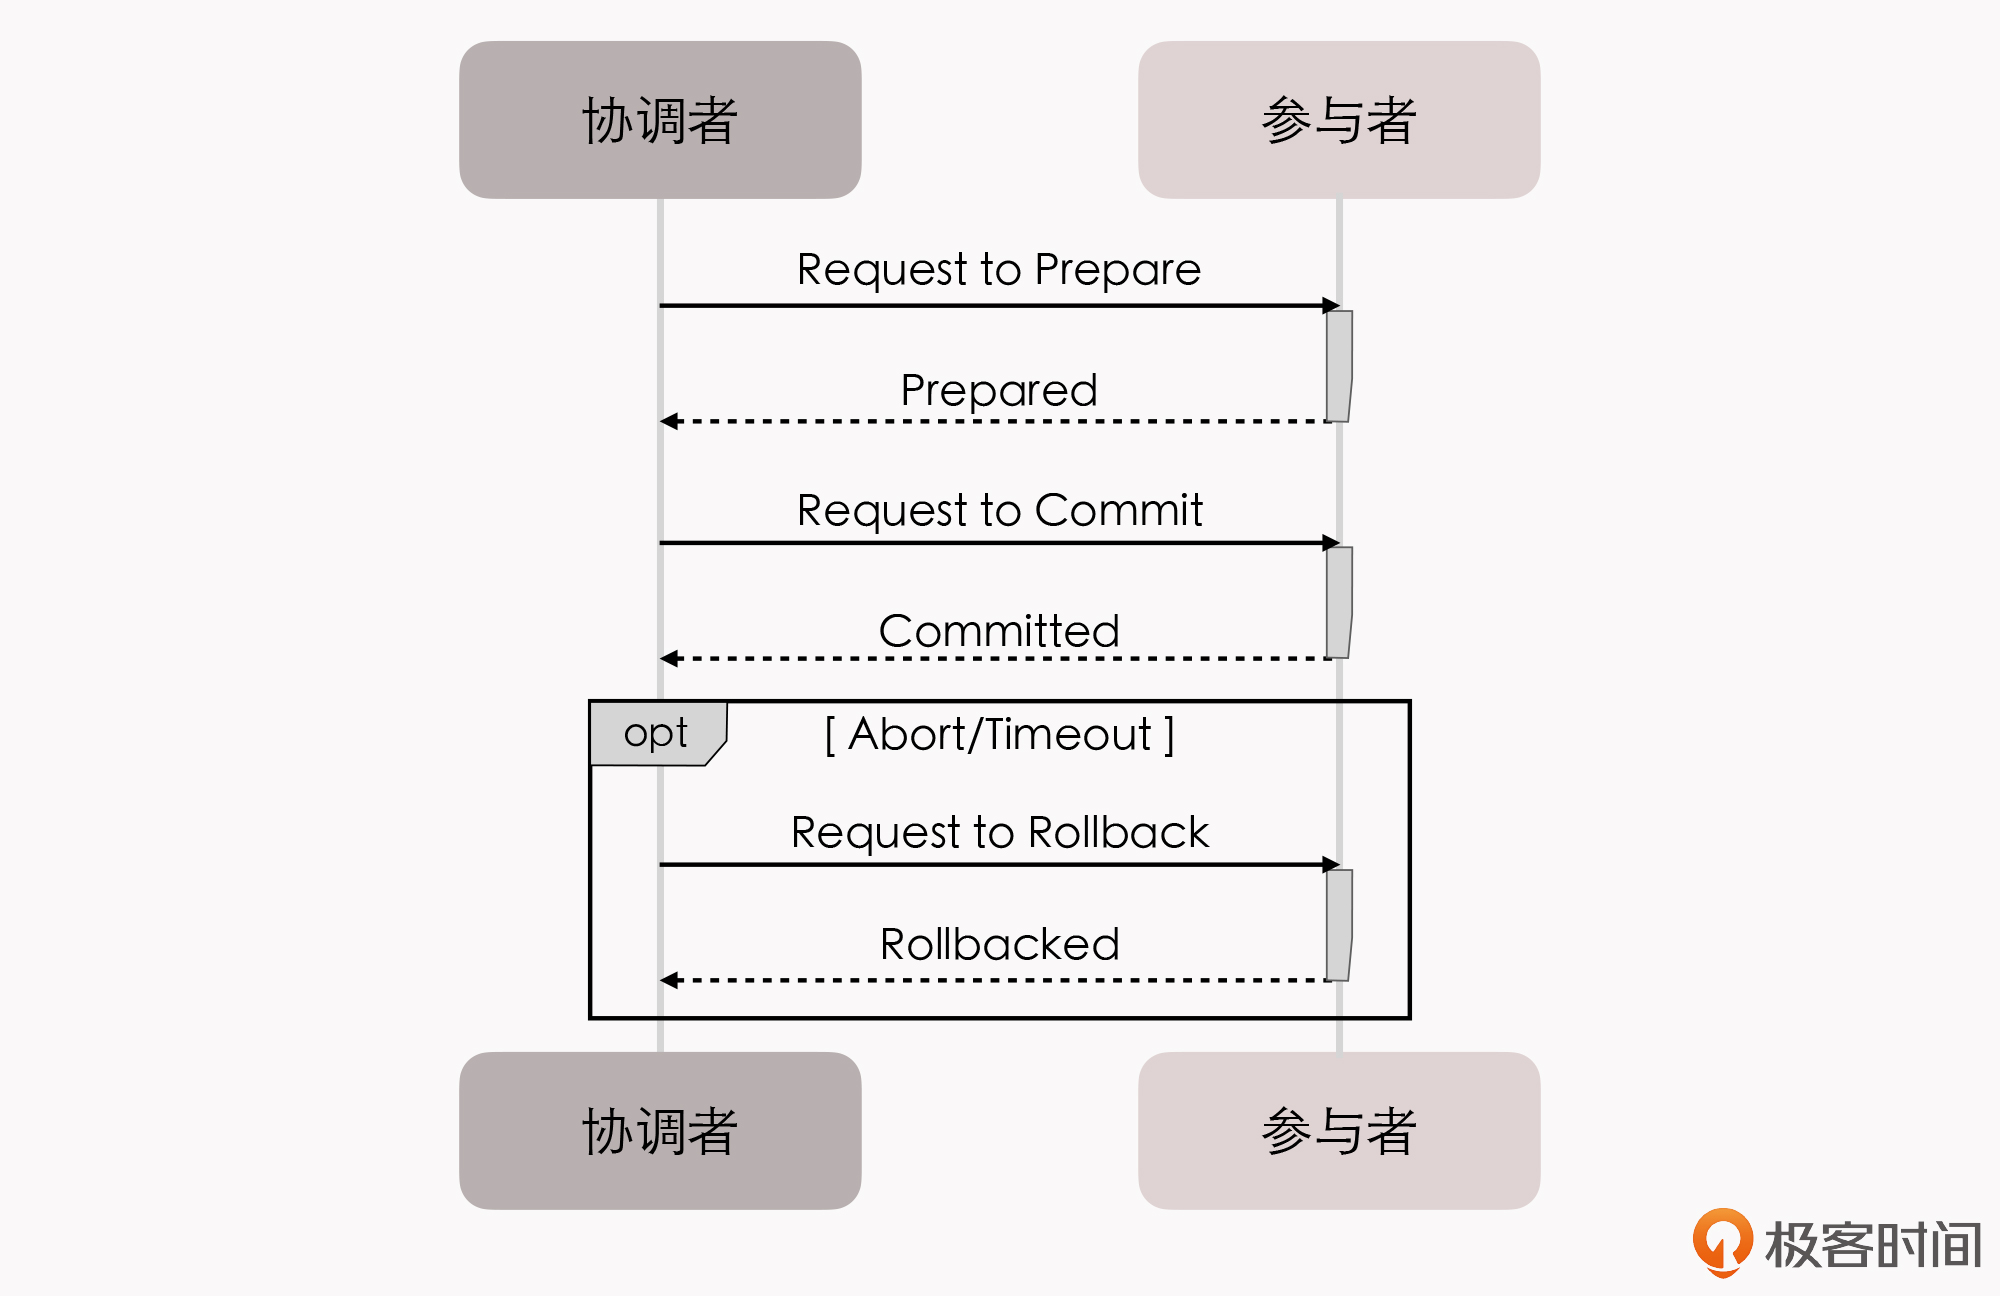 协调者
参与者
Request to Prepare
Prepared
Request to Commit
Committed
opt
[ Abort/Timeout ]
Request to Rollback
Rollbacked
协调者
参与者
极客时间